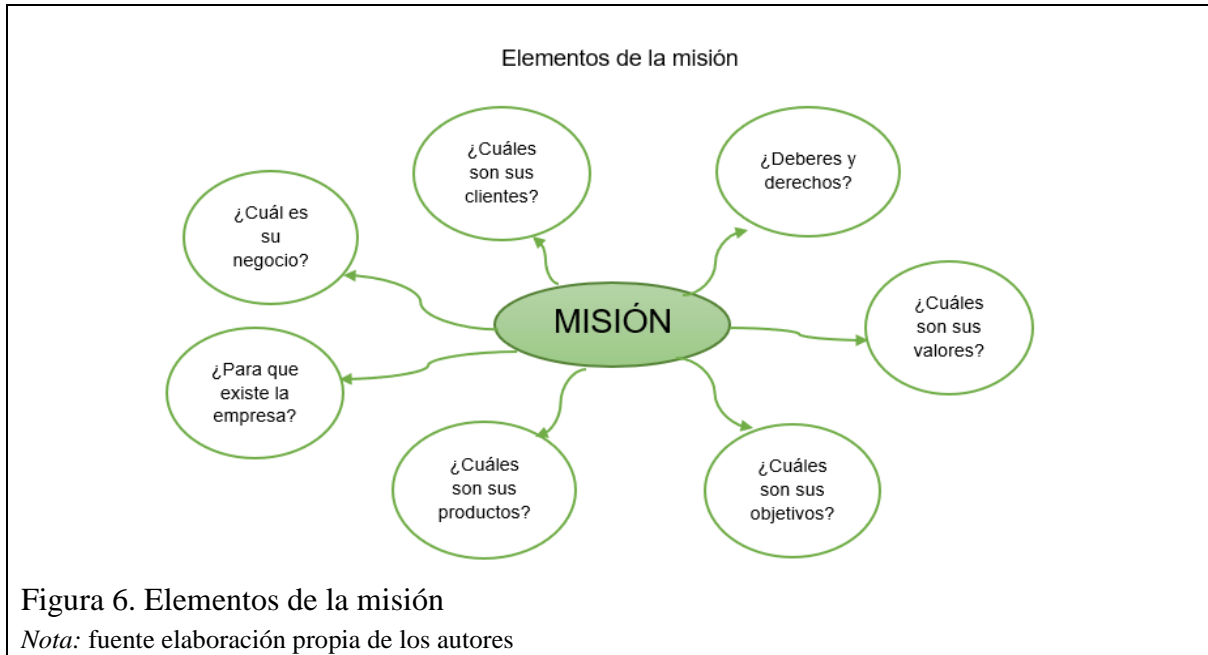 Elementos de la misión
¿Cuáles
son sus
clientes?
¿Deberes y
derechos?
¿Cuál es
su
negocio?
MISIÓN
¿Cuáles
son sus
valores?
¿Para que
existe la
empresa?
¿Cuáles
son sus
productos?
¿Cuáles
son sus
objetivos?
Figura 6. Elementos de la misión
Nota: fuente elaboración propia de los autores